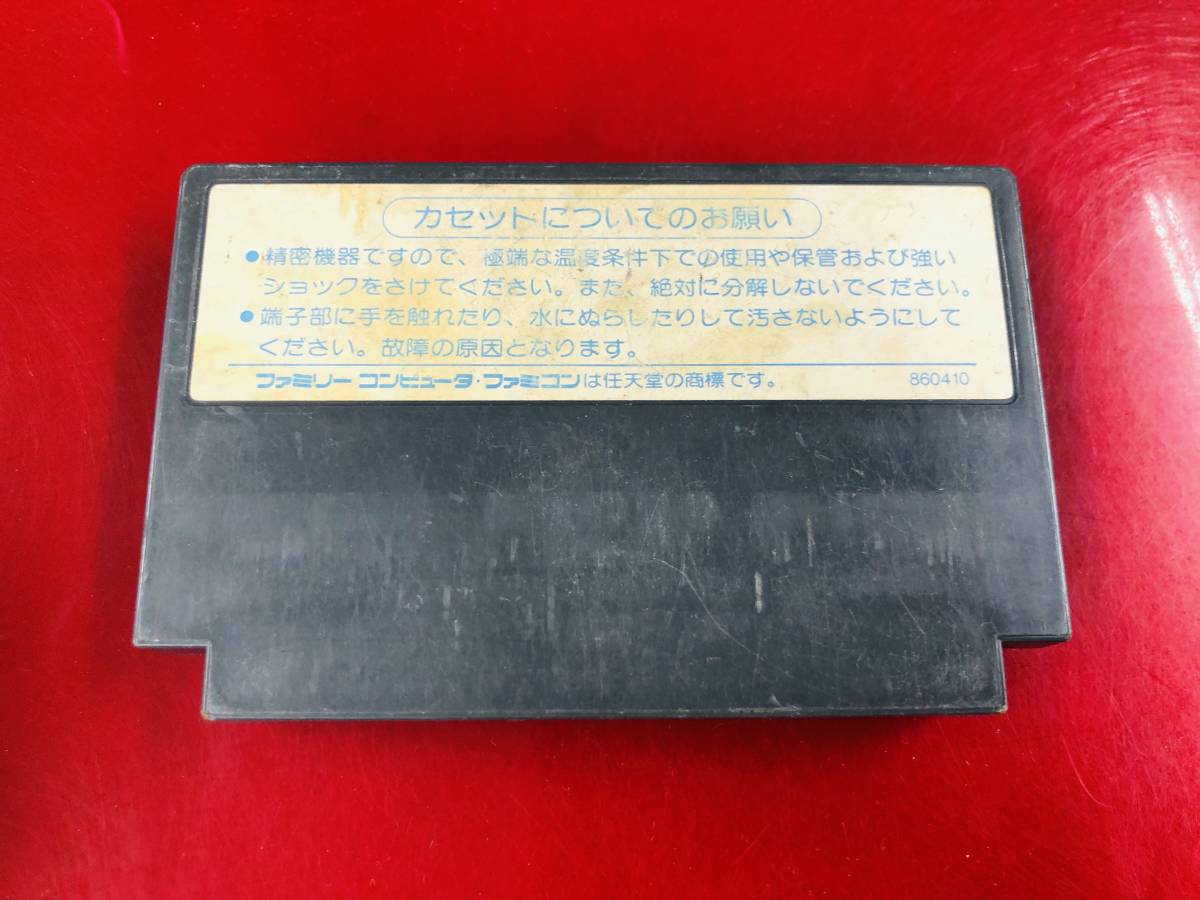 カセットについてのお願い
●精密機器ですので、極端な温度条件下での使用や保管および強い
ショックをさけてください。また、絶対に分解しないでください。
●端子部に手を触れたり、水にぬらしたりして汚さないようにして
ください。故障の原因となります。
ファミリーコンピュータ・ファミコンは任天堂の商標です。 860410